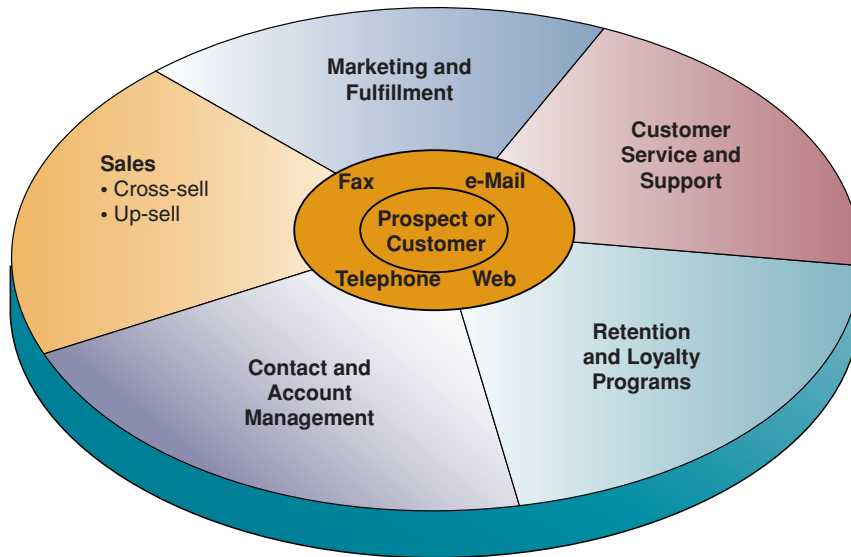 Marketing and
Fulfillment
Customer
Service and
Support
Sales
• Cross-sell
• Up-sell
Fax e-Mail
Prospect or
Customer
Telephone Web
Retention
and Loyalty
Programs
Contact and
Account
Management